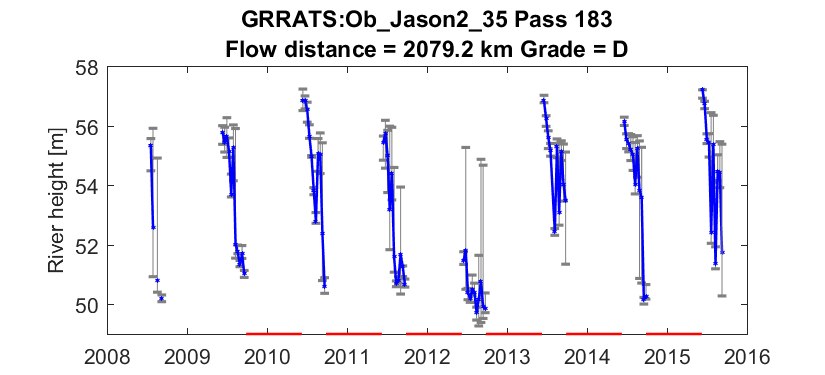 GRRATS:Ob_Jason2_35 Pass 183
Flow distance = 2079.2 km Grade = D
River height [m]
58
56
54
52
50
2008 2009 2010 2011 2012 2013 2014 2015 2016